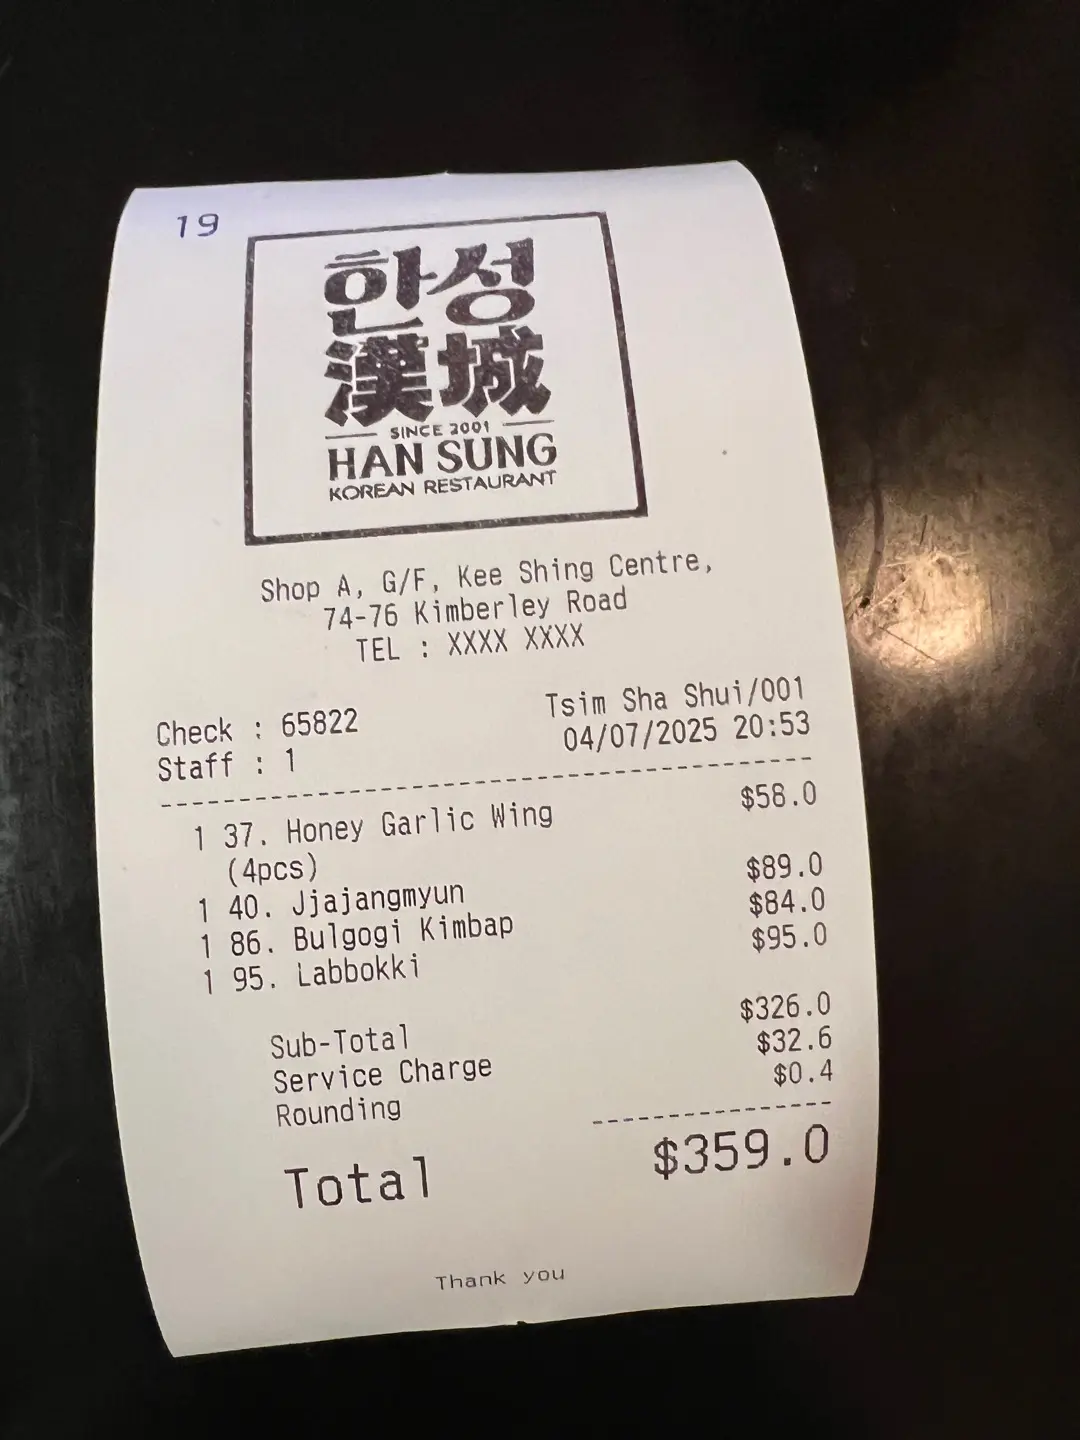 19
한성
漢城
SINCE 2001
HAN SUNG
KOREAN RESTAURANT
Shop A, G/F, Kee Shing Centre,
74-76 Kimberley Road
TEL : XXXX XXXX
Tsim Sha Shui/001
Check : 65822 04/07/2025 20:53
Staff : 1
1 37. Honey Garlic Wing $58.0
(4pcs)
1 40. Jjajangmyun $89.0
1 86. Bulgogi Kimbap $84.0
1 95. Labbokki $95.0
Sub-Total $326.0
Service Charge $32.6
Rounding $0.4
Total $359.0
Thank you